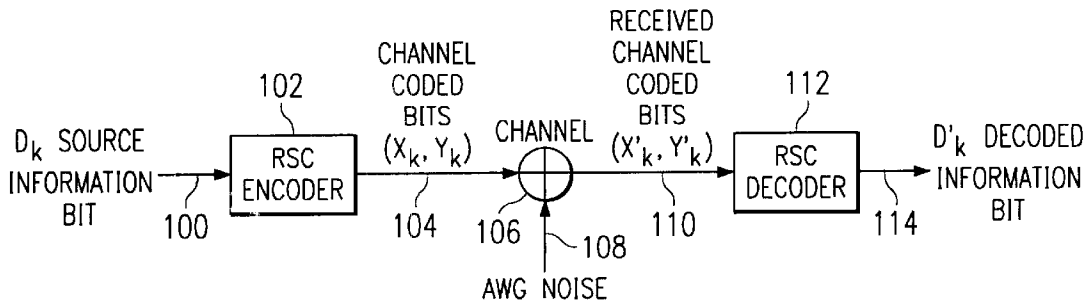 D_k SOURCE
INFORMATION
BIT
100
102
RSC
ENCODER
CHANNEL
CODED
BITS
(X_k, Y_k)
104
CHANNEL
106
108
AWG NOISE
RECEIVED
CHANNEL
CODED
BITS
(X'_k, Y'_k)
110
112
RSC
DECODER
114
D'_k DECODED
INFORMATION
BIT